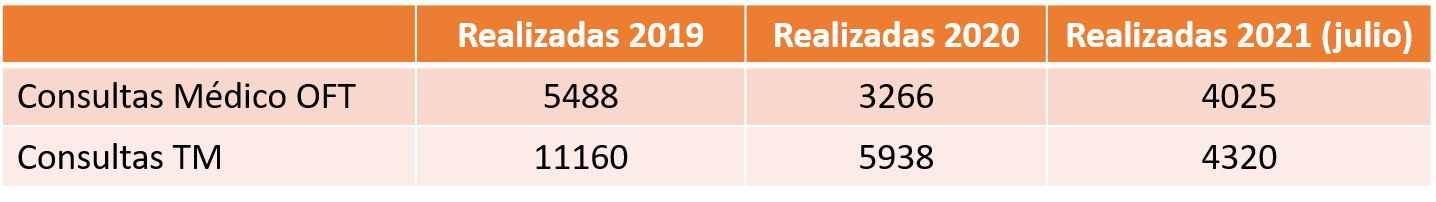 Realizadas 2019 Realizadas 2020 Realizadas 2021 (julio)
Consultas Médico OFT 5488 3266 4025
Consultas TM 11160 5938 4320